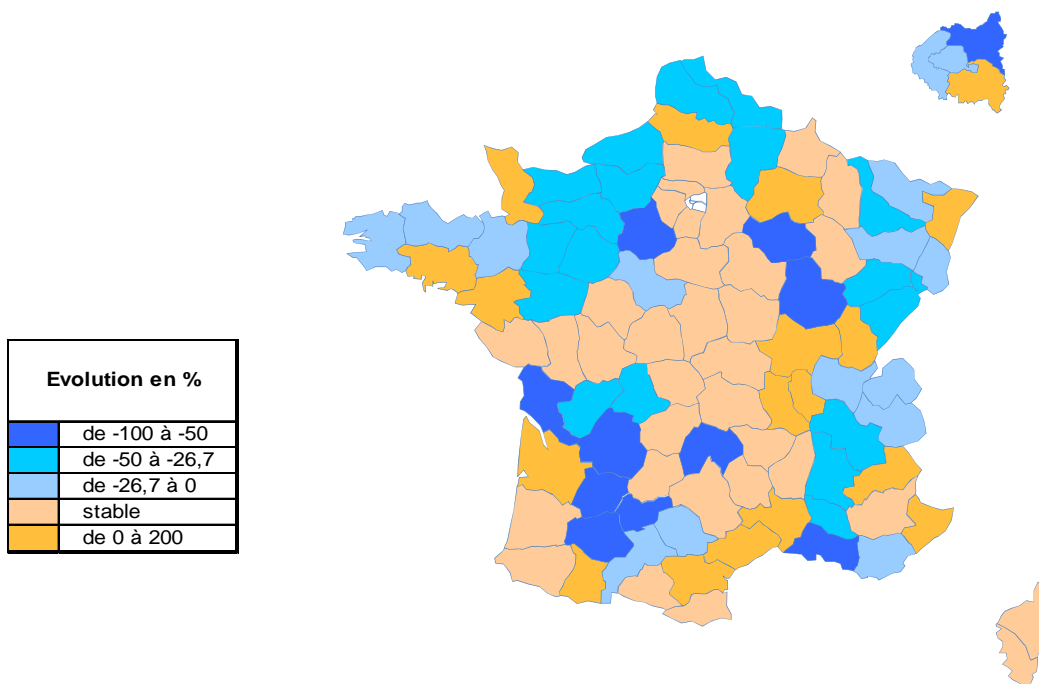 Evolution en %
de -100 à -50
de -50 à -26,7
de -26,7 à 0
stable
de 0 à 200